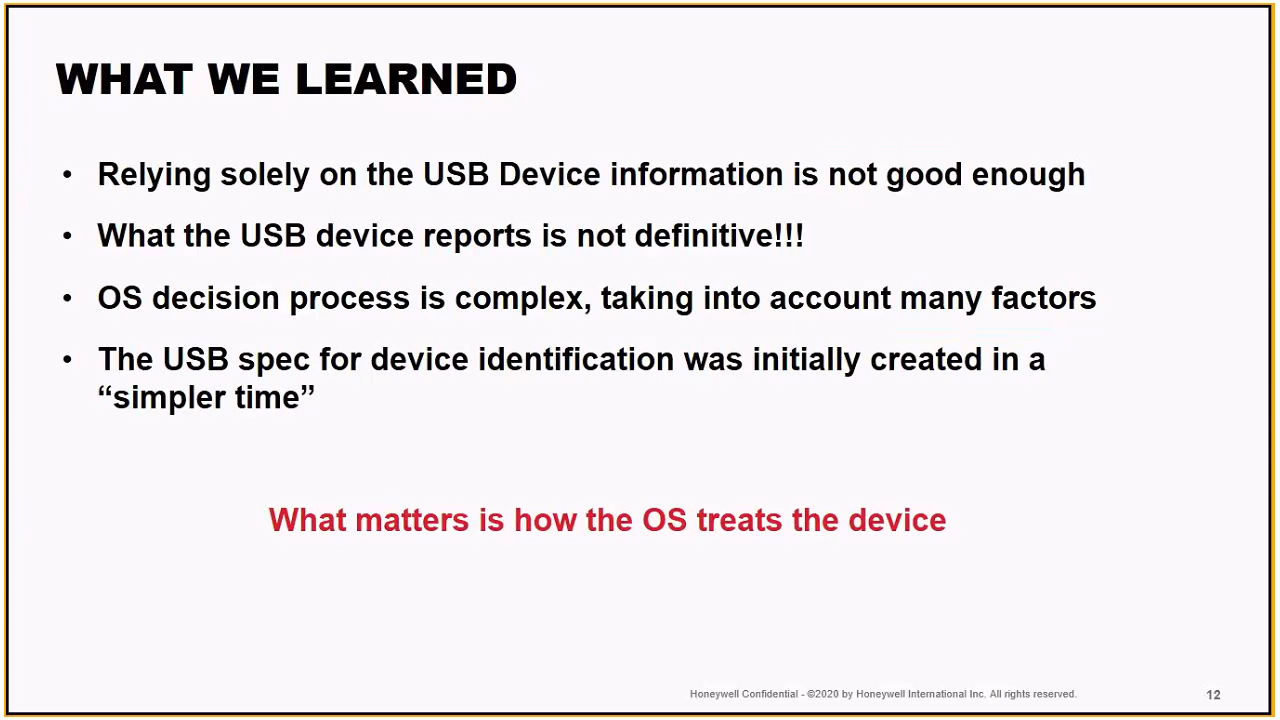 WHAT WE LEARNED
• Relying solely on the USB Device information is not good enough
• What the USB device reports is not definitive!!!
• OS decision process is complex, taking into account many factors
• The USB spec for device identification was initially created in a
“simpler time”
What matters is how the OS treats the device
Honeywell Confidential - ©2020 by Honeywell International Inc. All rights reserved.
12